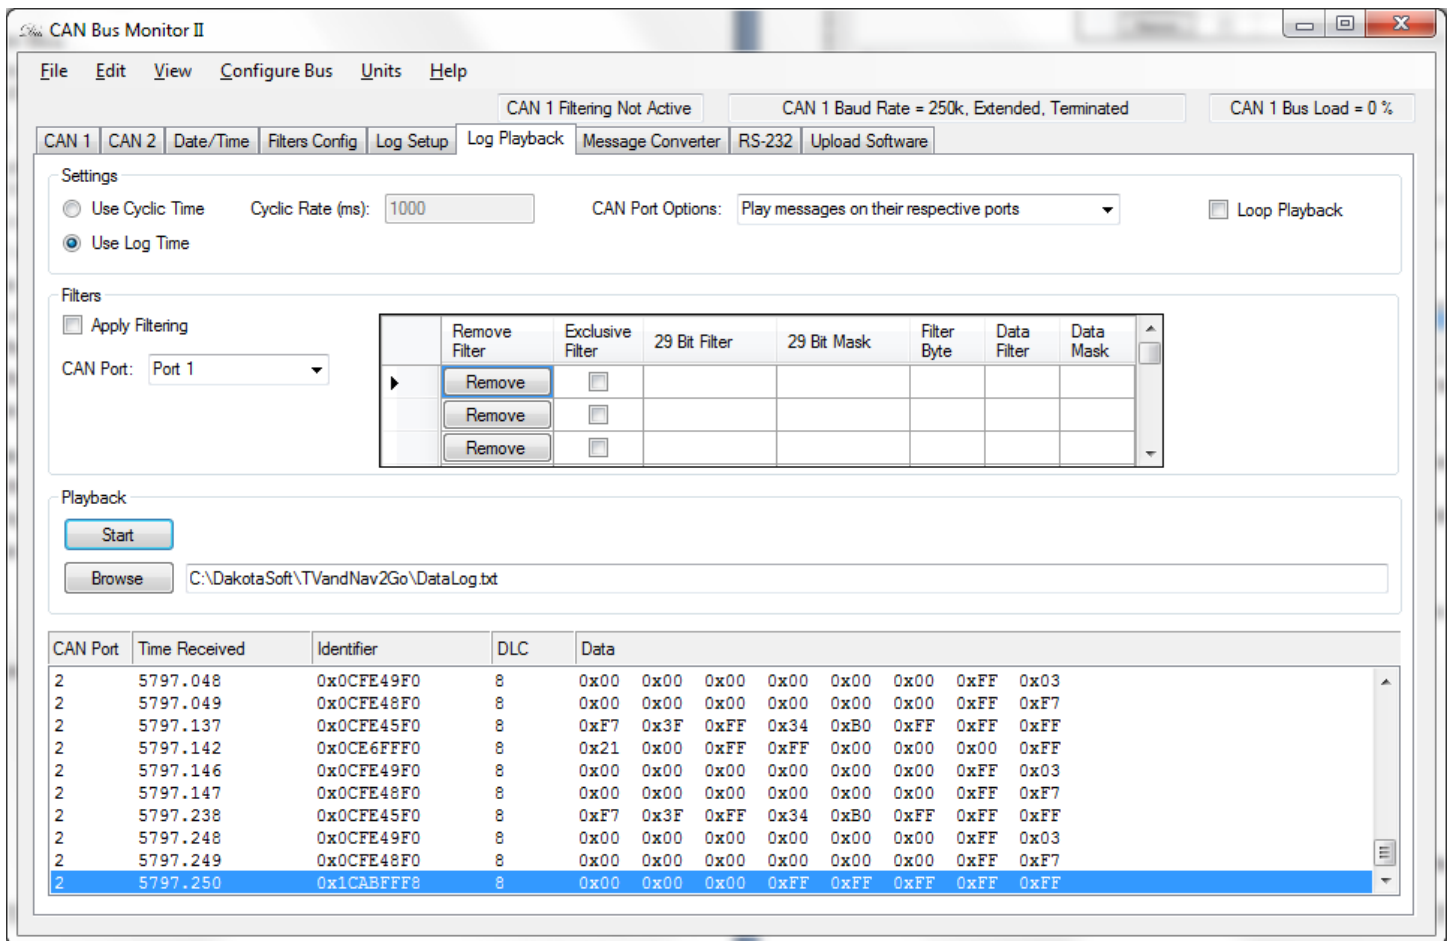 CAN Bus Monitor II
File Edit View Configure Bus Units Help
CAN 1 Filtering Not Active CAN 1 Baud Rate = 250k, Extended, Terminated CAN 1 Bus Load = 0 %
CAN 1 CAN 2 Date/Time Filters Config Log Setup Log Playback Message Converter RS-232 Upload Software
Settings
Use Cyclic Time Cyclic Rate (ms): 1000 CAN Port Options: Play messages on their respective ports Loop Playback
Use Log Time
Filters
Apply Filtering
CAN Port: Port 1
Remove Filter Exclusive Filter 29 Bit Filter 29 Bit Mask Filter Byte Data Filter Data Mask
Remove
Remove
Remove
Playback
Start
Browse C:\DakotaSoft\TVandNav2Go\DataLog.txt
CAN Port Time Received Identifier DLC Data
2 5797.048 0x0CFE49F0 8 0x00 0x00 0x00 0x00 0x00 0x00 0xFF 0x03
2 5797.049 0x0CFE48F0 8 0x00 0x00 0x00 0x00 0x00 0x00 0xFF 0xF7
2 5797.137 0x0CFE45F0 8 0xF7 0x3F 0xFF 0x34 0xB0 0xFF 0xFF 0xFF
2 5797.142 0x0CE6FFF0 8 0x21 0x00 0xFF 0xFF 0x00 0x00 0x00 0xFF
2 5797.146 0x0CFE49F0 8 0x00 0x00 0x00 0x00 0x00 0x00 0xFF 0x03
2 5797.147 0x0CFE48F0 8 0x00 0x00 0x00 0x00 0x00 0x00 0xFF 0xF7
2 5797.238 0x0CFE45F0 8 0xF7 0x3F 0xFF 0x34 0xB0 0xFF 0xFF 0xFF
2 5797.248 0x0CFE49F0 8 0x00 0x00 0x00 0x00 0x00 0x00 0xFF 0x03
2 5797.249 0x0CFE48F0 8 0x00 0x00 0x00 0x00 0x00 0x00 0xFF 0xF7
2 5797.250 0x1CABFFF8 8 0x00 0x00 0x00 0xFF 0xFF 0xFF 0xFF 0xFF